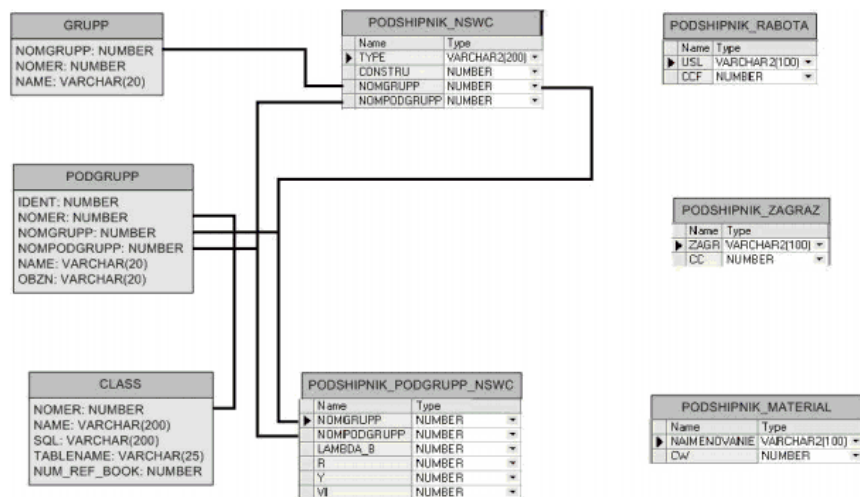 GRUPP
NOMGRUPP: NUMBER
NOMER: NUMBER
NAME: VARCHAR(20)
PODSHIPNIK_NSWC
Name Type
TYPE VARCHAR2(200)
CONSTRU NUMBER
NOMGRUPP NUMBER
NOMPODGRUPP NUMBER
PODSHIPNIK_RABOTA
Name Type
USL VARCHAR2(100)
CCF NUMBER
PODGRUPP
IDENT: NUMBER
NOMER: NUMBER
NOMGRUPP: NUMBER
NOMPODGRUPP: NUMBER
NAME: VARCHAR(20)
OBZN: VARCHAR(20)
PODSHIPNIK_ZAGRAZ
Name Type
ZAGR VARCHAR2(100)
CC NUMBER
CLASS
NOMER: NUMBER
NAME: VARCHAR(200)
SQL: VARCHAR(200)
TABLENAME: VARCHAR(25)
NUM_REF_BOOK: NUMBER
PODSHIPNIK_PODGRUPP_NSWC
Name Type
NOMGRUPP NUMBER
NOMPODGRUPP NUMBER
LAMBDA_B NUMBER
R NUMBER
Y NUMBER
NUMBER
PODSHIPNIK_MATERIAL
Name Type
NAIMENOVANIE VARCHAR2(100)
CW NUMBER